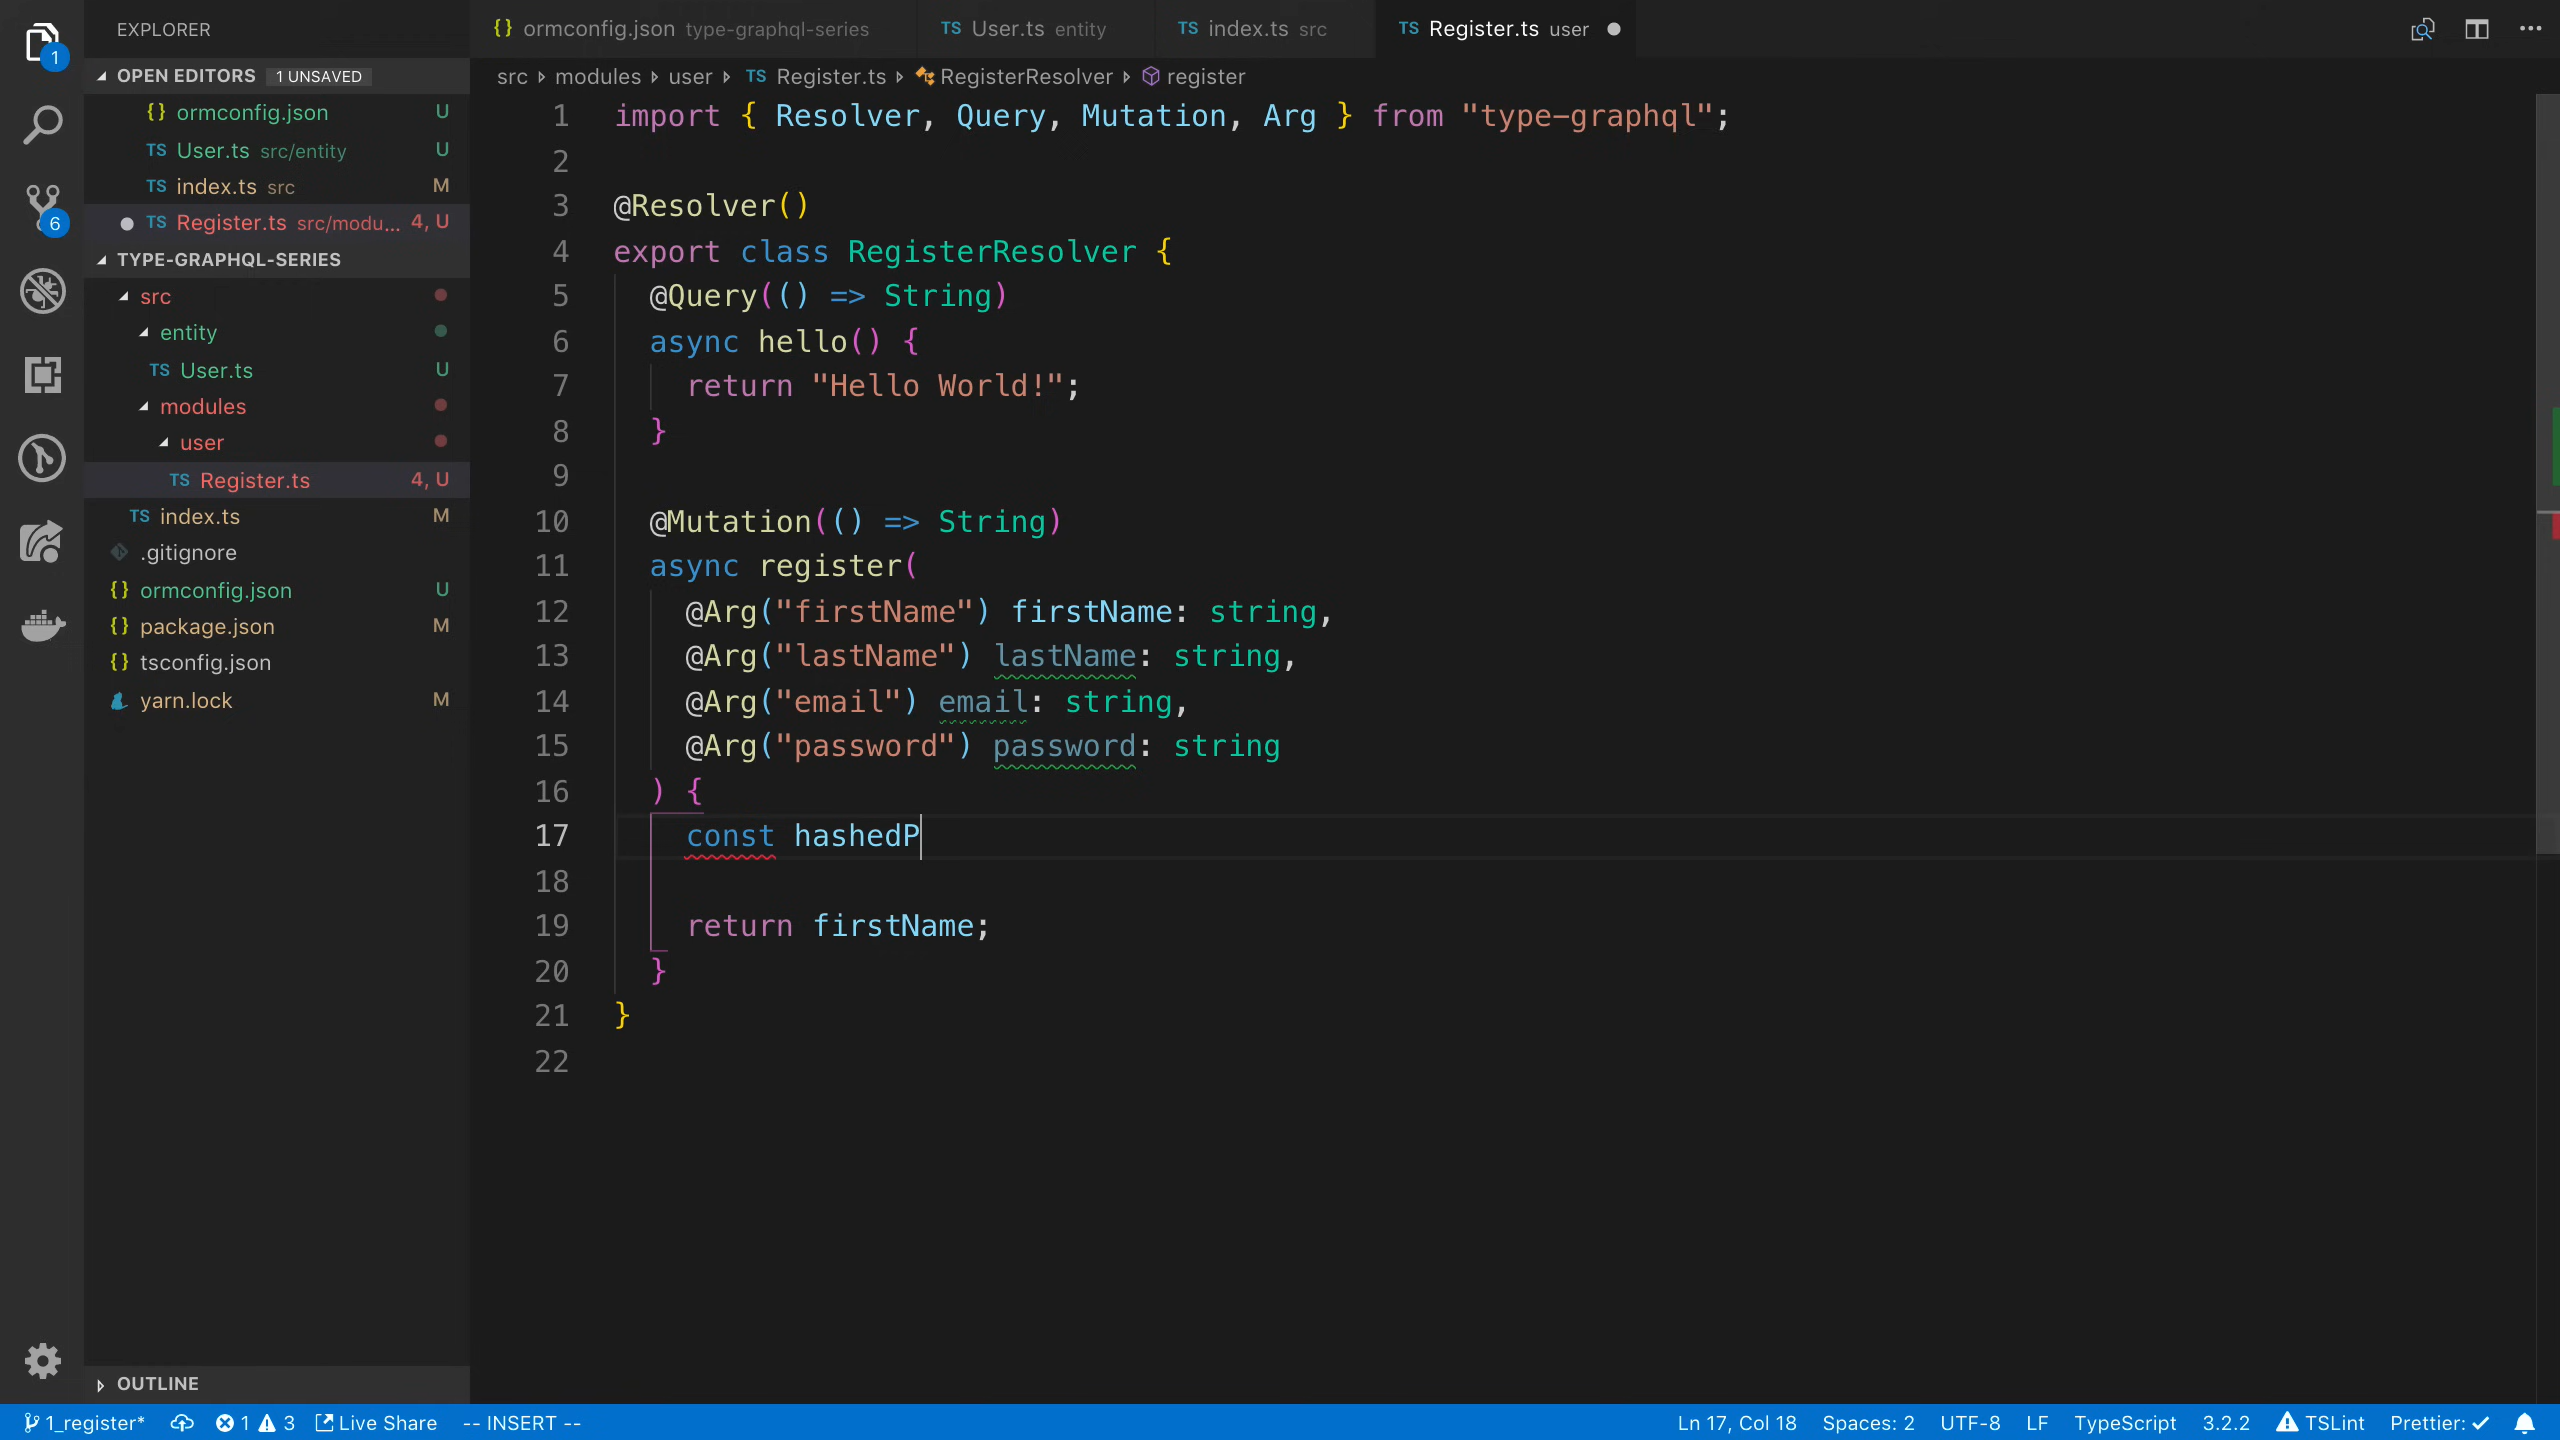 EXPLORER
OPEN EDITORS 1 UNSAVED
{} ormconfig.json U
TS User.ts src/entity U
TS index.ts src M
TS Register.ts src/modu... 4, U
TYPE-GRAPHQL-SERIES
src
entity
TS User.ts U
modules
user
TS Register.ts 4, U
TS index.ts M
.gitignore
{} ormconfig.json U
{} package.json M
{} tsconfig.json
yarn.lock M
OUTLINE
1
6
{} ormconfig.json type-graphql-series
TS User.ts entity
TS index.ts src
TS Register.ts user
src modules user TS Register.ts RegisterResolver register
1 import { Resolver, Query, Mutation, Arg } from "type-graphql";
2
3 @Resolver()
4 export class RegisterResolver {
5 @Query(() => String)
6 async hello() {
7 return "Hello World!";
8 }
9
10 @Mutation(() => String)
11 async register(
12 @Arg("firstName") firstName: string,
13 @Arg("lastName") lastName: string,
14 @Arg("email") email: string,
15 @Arg("password") password: string
16 ) {
17 const hashedP
18
19 return firstName;
20 }
21 }
22
1_register* 1 3 Live Share -- INSERT -- Ln 17, Col 18 Spaces: 2 UTF-8 LF TypeScript 3.2.2 TSLint Prettier: ✓